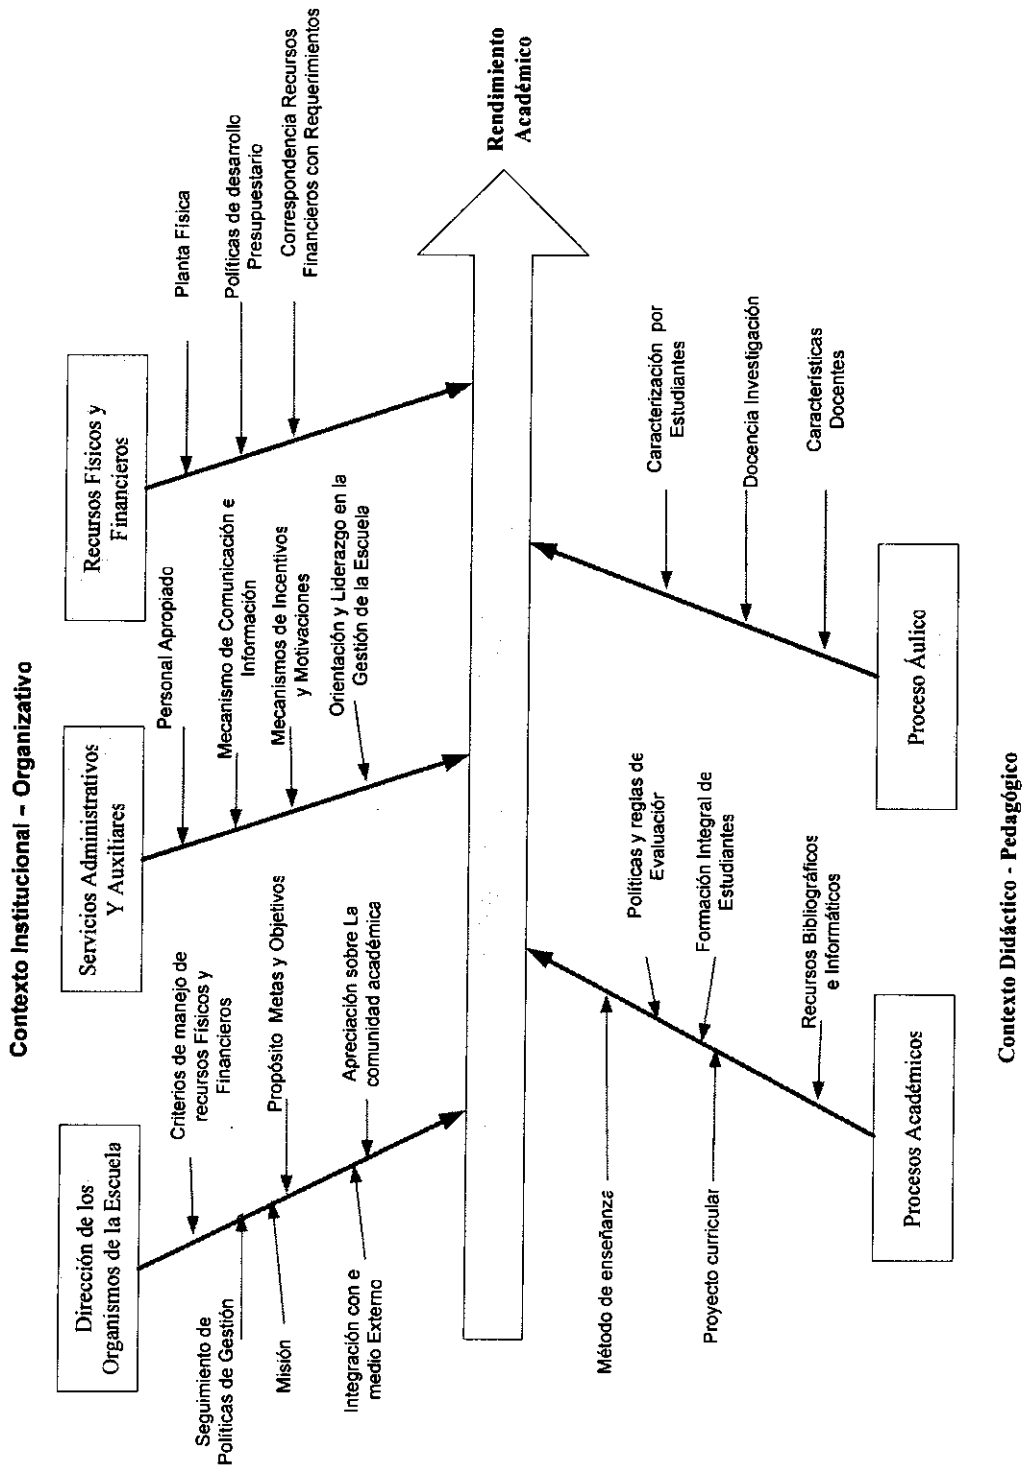 Contexto Institucional – Organizativo
Dirección de los
Organismos de la Escuela
Servicios Administrativos
Y Auxiliares
Recursos Físicos y
Financieros
Criterios de manejo de
recursos Físicos y
Financieros
Propósito Metas y Objetivos
Apreciación sobre La
comunidad académica
Seguimiento de
Políticas de Gestión
Misión
Integración con e
medio Externo
Personal Apropiado
Mecanismo de Comunicación e
Información
Mecanismos de Incentivos
y Motivaciones
Orientación y Liderazgo en la
Gestión de la Escuela
Planta Física
Políticas de desarrollo
Presupuestario
Correspondencia Recursos
Financieros con Requerimientos
Rendimiento
Académico
Método de enseñanza
Proyecto curricular
Políticas y reglas de
Evaluación
Formación Integral de
Estudiantes
Recursos Bibliográficos
e Informáticos
Caracterización por
Estudiantes
Docencia Investigación
Características
Docentes
Procesos Académicos
Proceso Áulico
Contexto Didáctico - Pedagógico